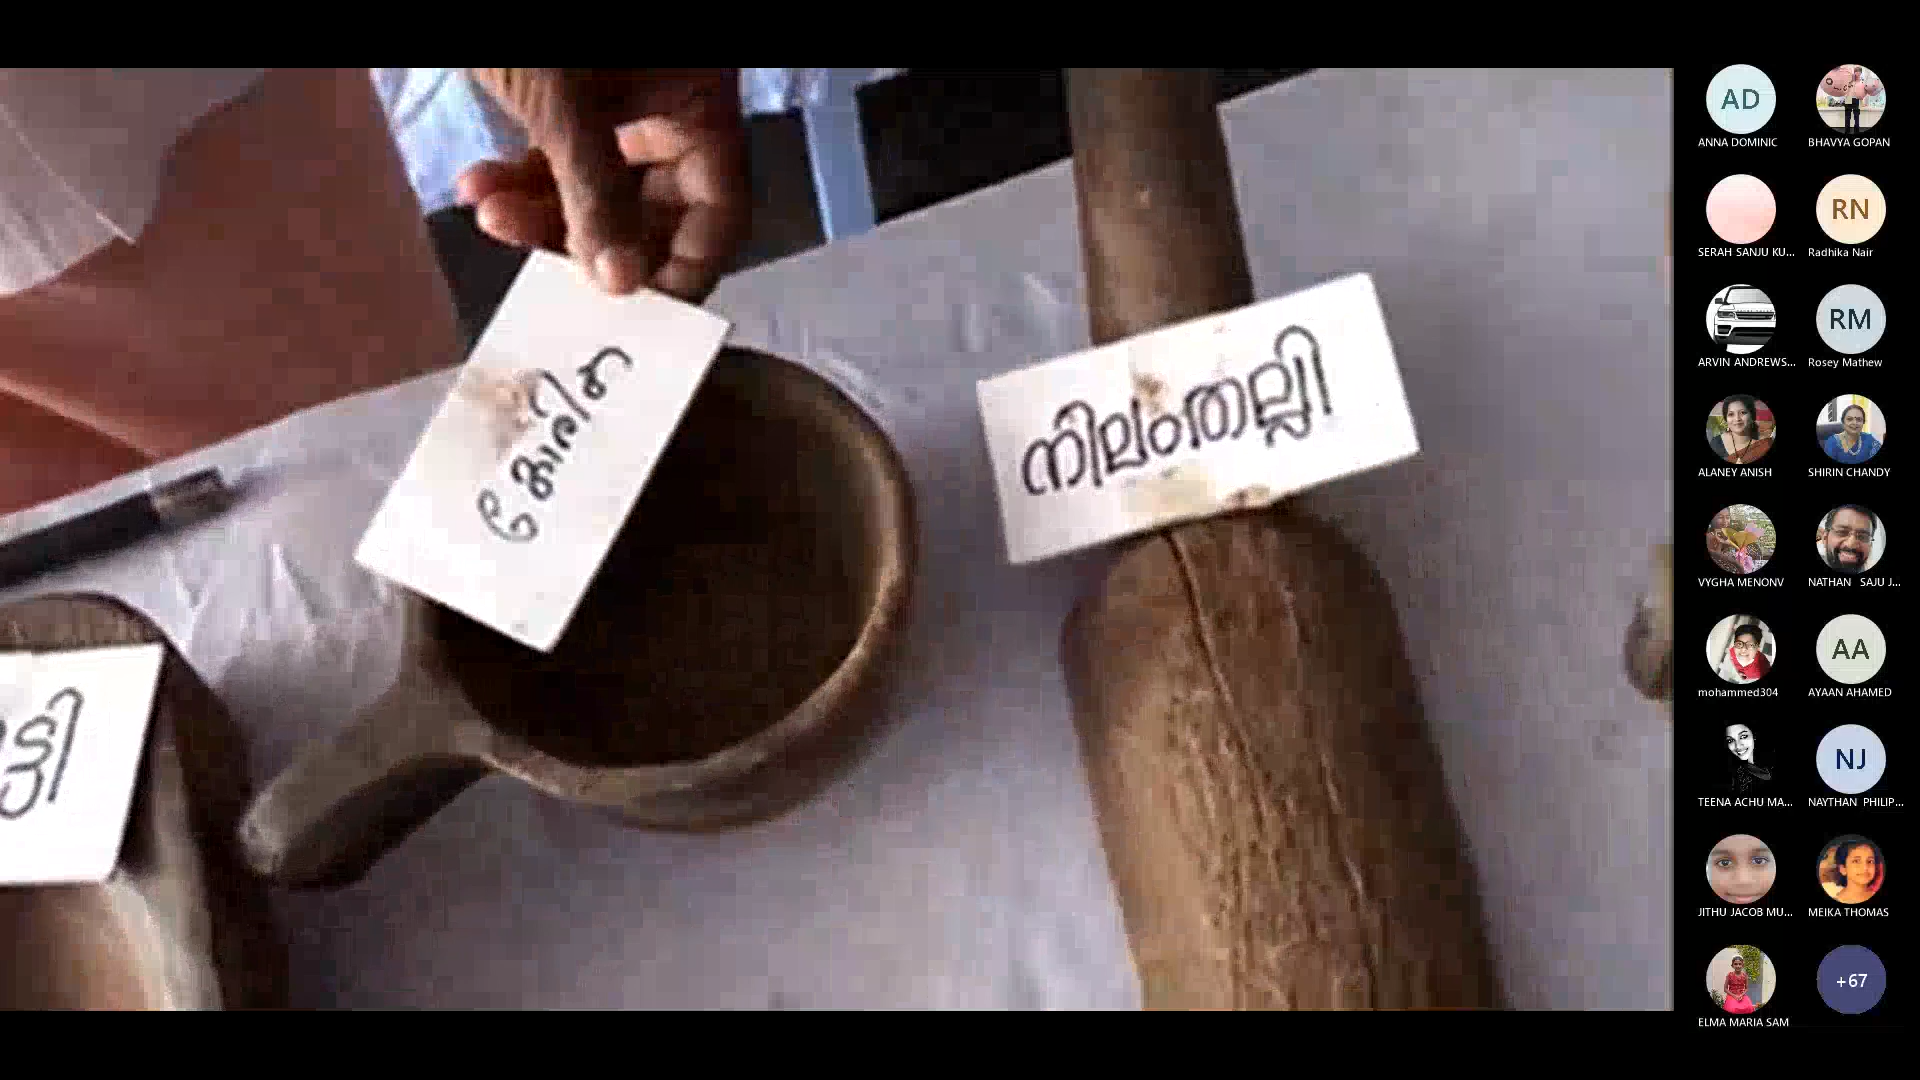 കോരിക
നിലംതല്ലി
ട്ടി
AD
ANNA DOMINIC
BHAVYA GOPAN
SERAH SANJU KU...
RN
Radhika Nair
ARVIN ANDREWS...
RM
Rosey Mathew
ALANEY ANISH
SHIRIN CHANDY
VYGHA MENONV
NATHAN SAJU J...
mohammed304
AA
AYAAN AHAMED
TEENA ACHU MA...
NJ
NAYTHAN PHILIP...
JITHU JACOB MU...
MEIKA THOMAS
ELMA MARIA SAM
+67